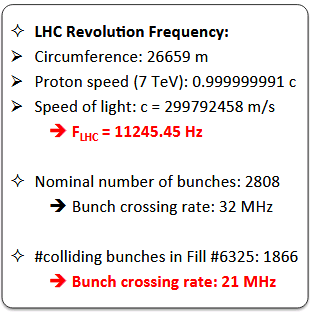 ✧ LHC Revolution Frequency:
➢ Circumference: 26659 m
➢ Proton speed (7 TeV): 0.999999991 c
➢ Speed of light: c = 299792458 m/s
➔ FLHC = 11245.45 Hz
✧ Nominal number of bunches: 2808
➔ Bunch crossing rate: 32 MHz
✧ #colliding bunches in Fill #6325: 1866
➔ Bunch crossing rate: 21 MHz